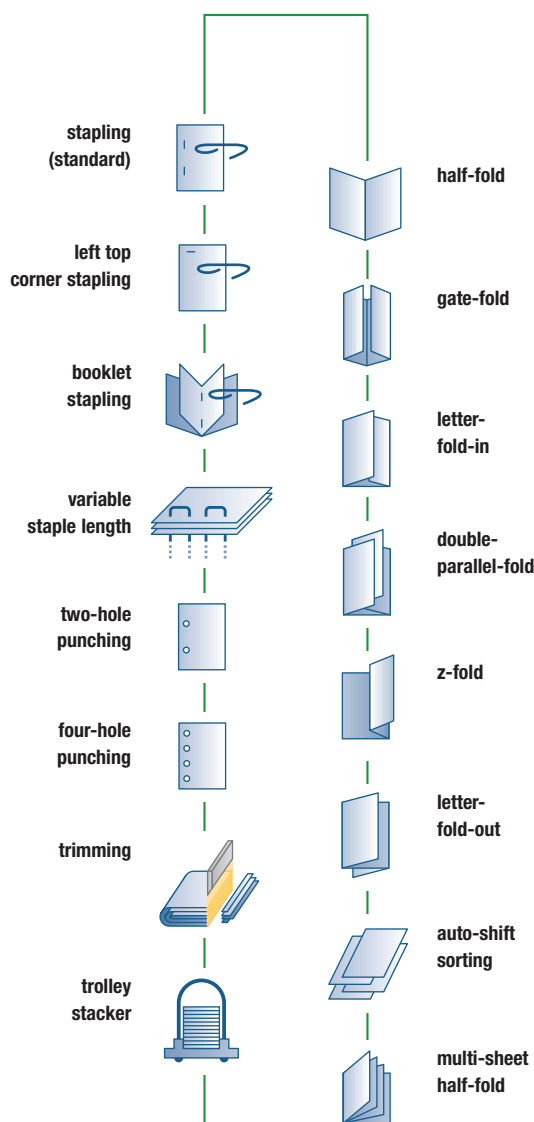 stapling
(standard)
left top
corner stapling
booklet
stapling
variable
staple length
two-hole
punching
four-hole
punching
trimming
trolley
stacker
half-fold
gate-fold
letter-
fold-in
double-
parallel-fold
z-fold
letter-
fold-out
auto-shift
sorting
multi-sheet
half-fold